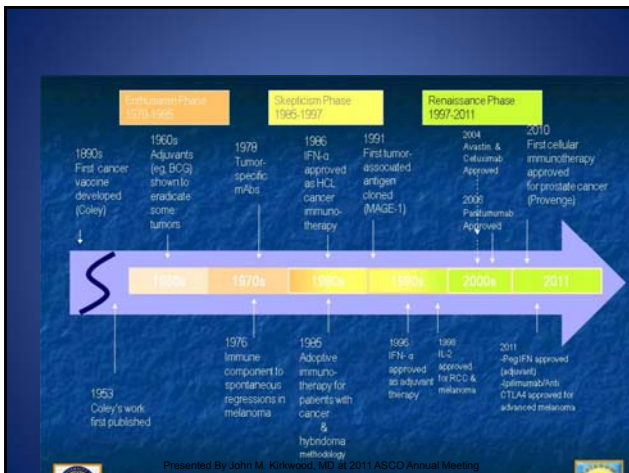 Enthusiasm Phase
1978-1985
Skepticism Phase
1985-1997
Renaissance Phase
1997-2011
1890s
First cancer
vaccine
developed
(Coley)
1960s
Adjuvants
(eg, BCG)
shown to
eradicate
some
tumors
1978
Tumor-
specific
mAbs
1986
IFN-α
approved
as HCL
cancer
immuno-
therapy
1991
First tumor-
associated
antigen
cloned
(MAGE-1)
2004
Avastin, &
Cetuximab
Approved
2006
Panitumumab
Approved
2010
First cellular
immunotherapy
approved
for prostate cancer
(Provenge)
1970s
2000s
2011
1953
Coley's work
first published
1976
Immune
component to
spontaneous
regressions in
melanoma
1985
Adoptive
immuno-
therapy for
patients with
cancer
&
hybridoma
methodology
1996
IFN- α
approved
as adjuvant
therapy
1998
IL-2
approved
for RCC &
melanoma
2011
-Peg IFN approved
(adjuvant)
-Ipilimumab/Anti
CTLA4 approved for
advanced melanoma
Presented By John M. Kirkwood, MD at 2011 ASCO Annual Meeting